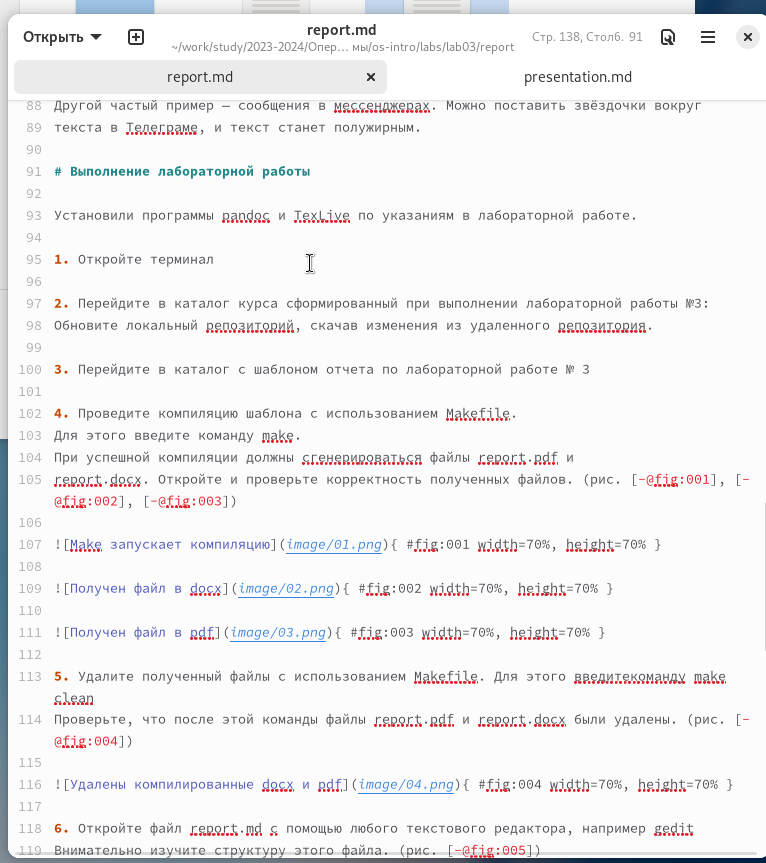 Открыть
report.md
~/work/study/2023-2024/Опер… мы/os-intro/labs/lab03/report
Стр. 138, Столб. 91
report.md
presentation.md
88 Другой частый пример — сообщения в мессенджерах. Можно поставить звёздочки вокруг
89 текста в Телеграме, и текст станет полужирным.
90
91 # Выполнение лабораторной работы
92
93 Установили программы pandoc и TexLive по указаниям в лабораторной работе.
94
95 1. Откройте терминал
96
97 2. Перейдите в каталог курса сформированный при выполнении лабораторной работы №3:
98 Обновите локальный репозиторий, скачав изменения из удаленного репозитория.
99
100 3. Перейдите в каталог с шаблоном отчета по лабораторной работе № 3
101
102 4. Проведите компиляцию шаблона с использованием Makefile.
103 Для этого введите команду make.
104 При успешной компиляции должны сгенерироваться файлы report.pdf и
105 report.docx. Откройте и проверьте корректность полученных файлов. (рис. [-@fig:001], [-
@fig:002], [-@fig:003])
106
107 ![Make запускает компиляцию](image/01.png){ #fig:001 width=70%, height=70% }
108
109 ![Получен файл в docx](image/02.png){ #fig:002 width=70%, height=70% }
110
111 ![Получен файл в pdf](image/03.png){ #fig:003 width=70%, height=70% }
112
113 5. Удалите полученный файлы с использованием Makefile. Для этого введитекоманду make
clean
114 Проверьте, что после этой команды файлы report.pdf и report.docx были удалены. (рис. [-
@fig:004])
115
116 ![Удалены компилированные docx и pdf](image/04.png){ #fig:004 width=70%, height=70% }
117
118 6. Откройте файл report.md с помощью любого текстового редактора, например gedit
119 Внимательно изучите структуру этого файла. (рис. [-@fig:005])